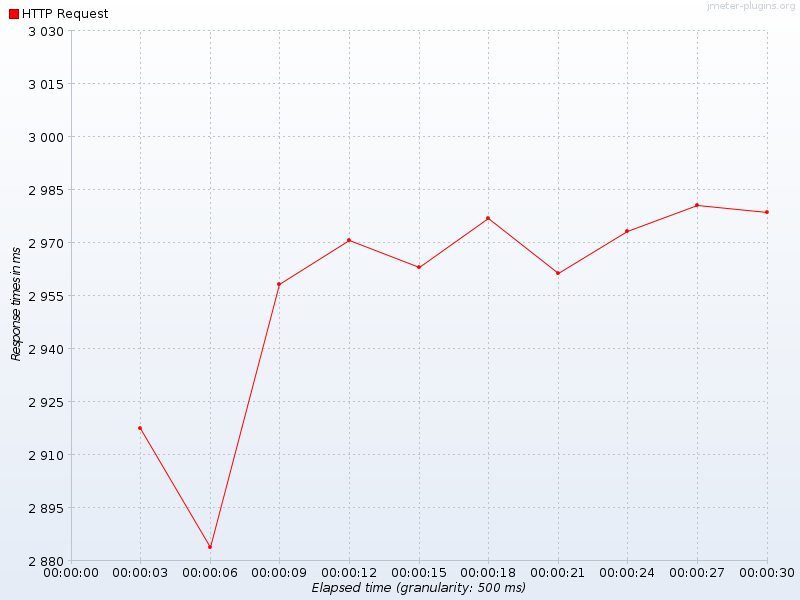 jmeter-plugins.org
HTTP Request
3 030
3 015
3 000
2 985
2 970
2 955
2 940
2 925
2 910
2 895
2 880
Response times in ms
00:00:00 00:00:03 00:00:06 00:00:09 00:00:12 00:00:15 00:00:18 00:00:21 00:00:24 00:00:27 00:00:30
Elapsed time (granularity: 500 ms)